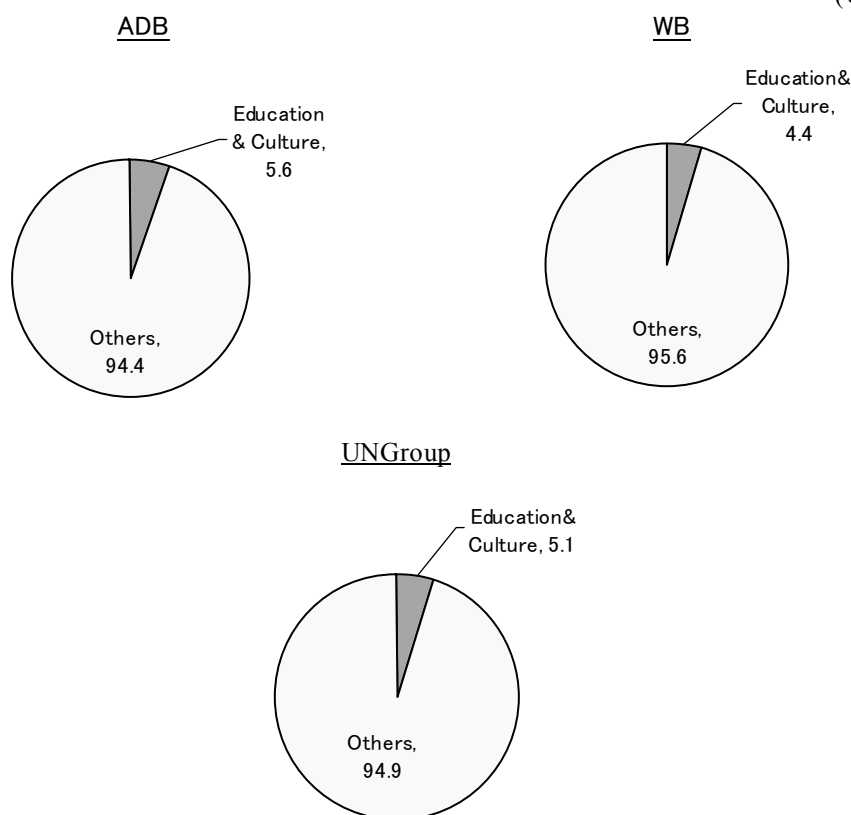 ADB
Education
& Culture,
5.6
Others,
94.4
WB
Education&
Culture,
4.4
Others,
95.6
UNGroup
Education&
Culture, 5.1
Others,
94.9